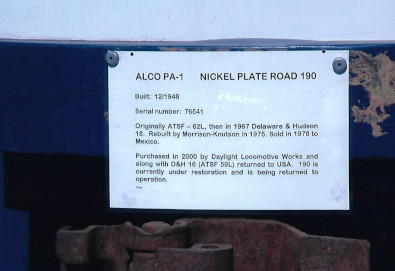 ALCO PA-1 NICKEL PLATE ROAD 190
Built: 12/1948
Serial number: 76541
Originally ATSF – 62L, then in 1967 Delaware & Hudson
18. Rebuilt by Morrison-Knutson in 1975. Sold in 1978 to
Mexico.
Purchased in 2000 by Daylight Locomotive Works and
along with D&H 16 (ATSF 59L) returned to USA. 190 is
currently under restoration and is being returned to
operation.